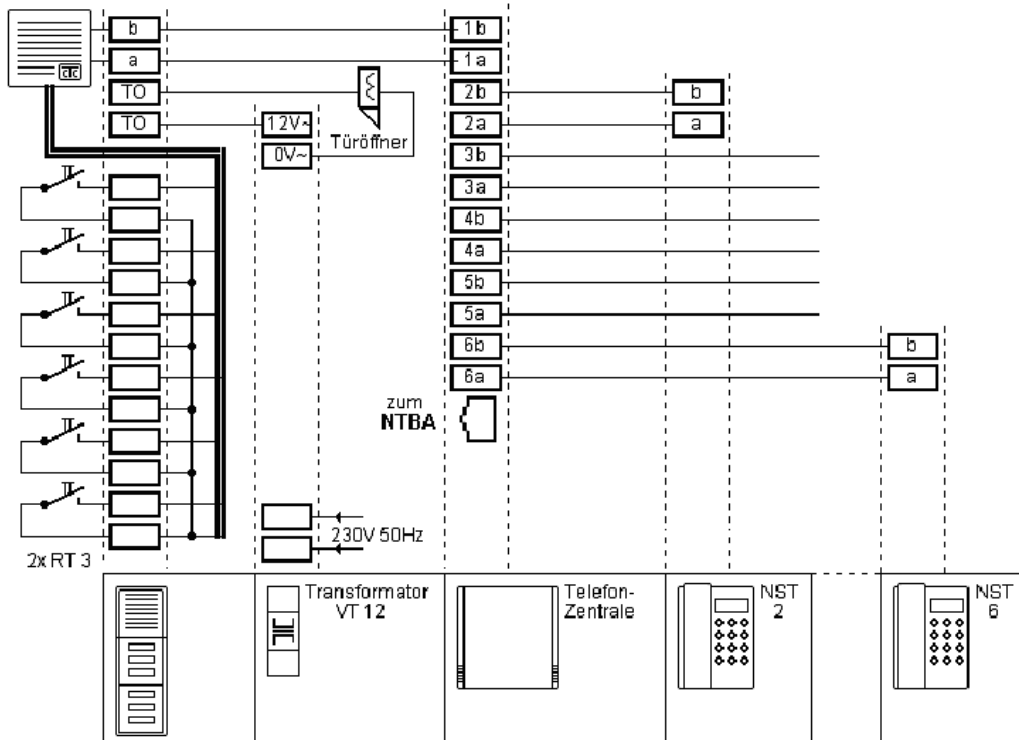 b
1b
a
1a
CTC
TO
2b
b
TO
12V~
2a
a
Türöffner
0V~
3b
3a
4b
4a
5b
5a
6b
b
6a
a
zum
NTBA
230V 50Hz
2x RT 3
Transformator
VT 12
Telefon-
Zentrale
NST
2
NST
6